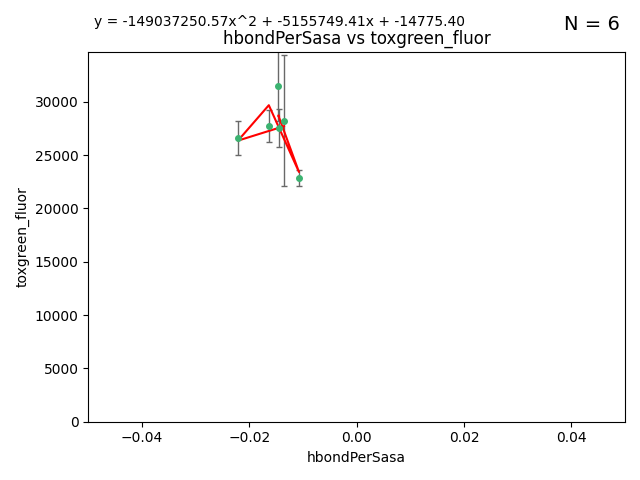 y = -149037250.57x^2 + -5155749.41x + -14775.40
N = 6
hbondPerSasa vs toxgreen_fluor
30000
25000
20000
15000
10000
5000
0
toxgreen_fluor
−0.04
−0.02
0.00
0.02
0.04
hbondPerSasa